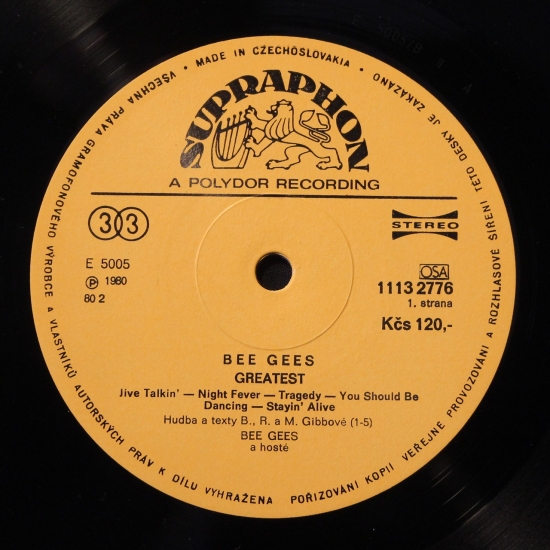 VŠECHNA PRÁVA GRAMOFONOVÉHO VÝROBCE A VLASTNÍKŮ AUTORSKÝCH PRÁV K DÍLU VYHRAŽENA
• MADE IN CZECHOSLOVAKIA •
POŘIZOVÁNÍ KOPIÍ VEŘEJNÉ PROVOZOVÁNÍ A ROZHLASOVÉ ŠÍŘENÍ TÉTO DESKY JE ZAKÁZÁNO
SUPRAPHON
A POLYDOR RECORDING
33
STEREO
E 5005
Ⓟ 1980
80 2
OSA
1113 2776
1. strana
Kčs 120,-
BEE GEES
GREATEST
Jive Talkin' — Night Fever — Tragedy — You Should Be
Dancing — Stayin' Alive
Hudba a texty B., R. a M. Gibbové (1-5)
BEE GEES
a hosté